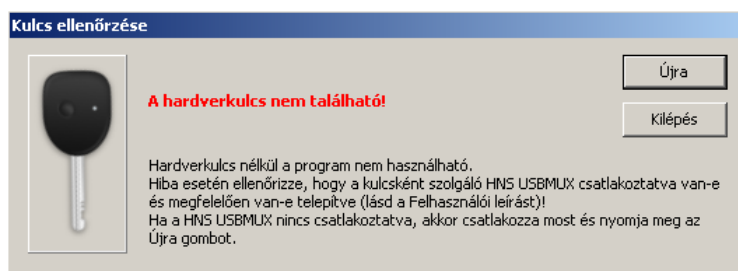 Kulcs ellenőrzése
Újra
A hardverkulcs nem található!
Kilépés
Hardverkulcs nélkül a program nem használható.
Hiba esetén ellenőrizze, hogy a kulcsként szolgáló HNS USBMUX csatlakoztatva van-e
és megfelelően van-e telepítve (lásd a Felhasználói leírást)!
Ha a HNS USBMUX nincs csatlakoztatva, akkor csatlakozza most és nyomja meg az
Újra gombot.